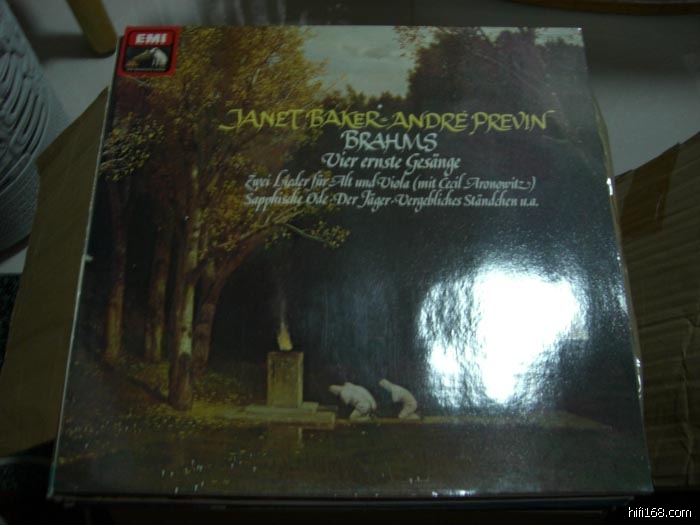 EMI
JANET BAKER-ANDRÉ PREVIN
BRAHMS
Vier ernste Gesänge
Zwei Lieder für Alt und Viola (mit Cecil Aronowitz)
Sapphische Ode · Der Jäger · Vergebliches Ständchen u.a.
hifi168.com